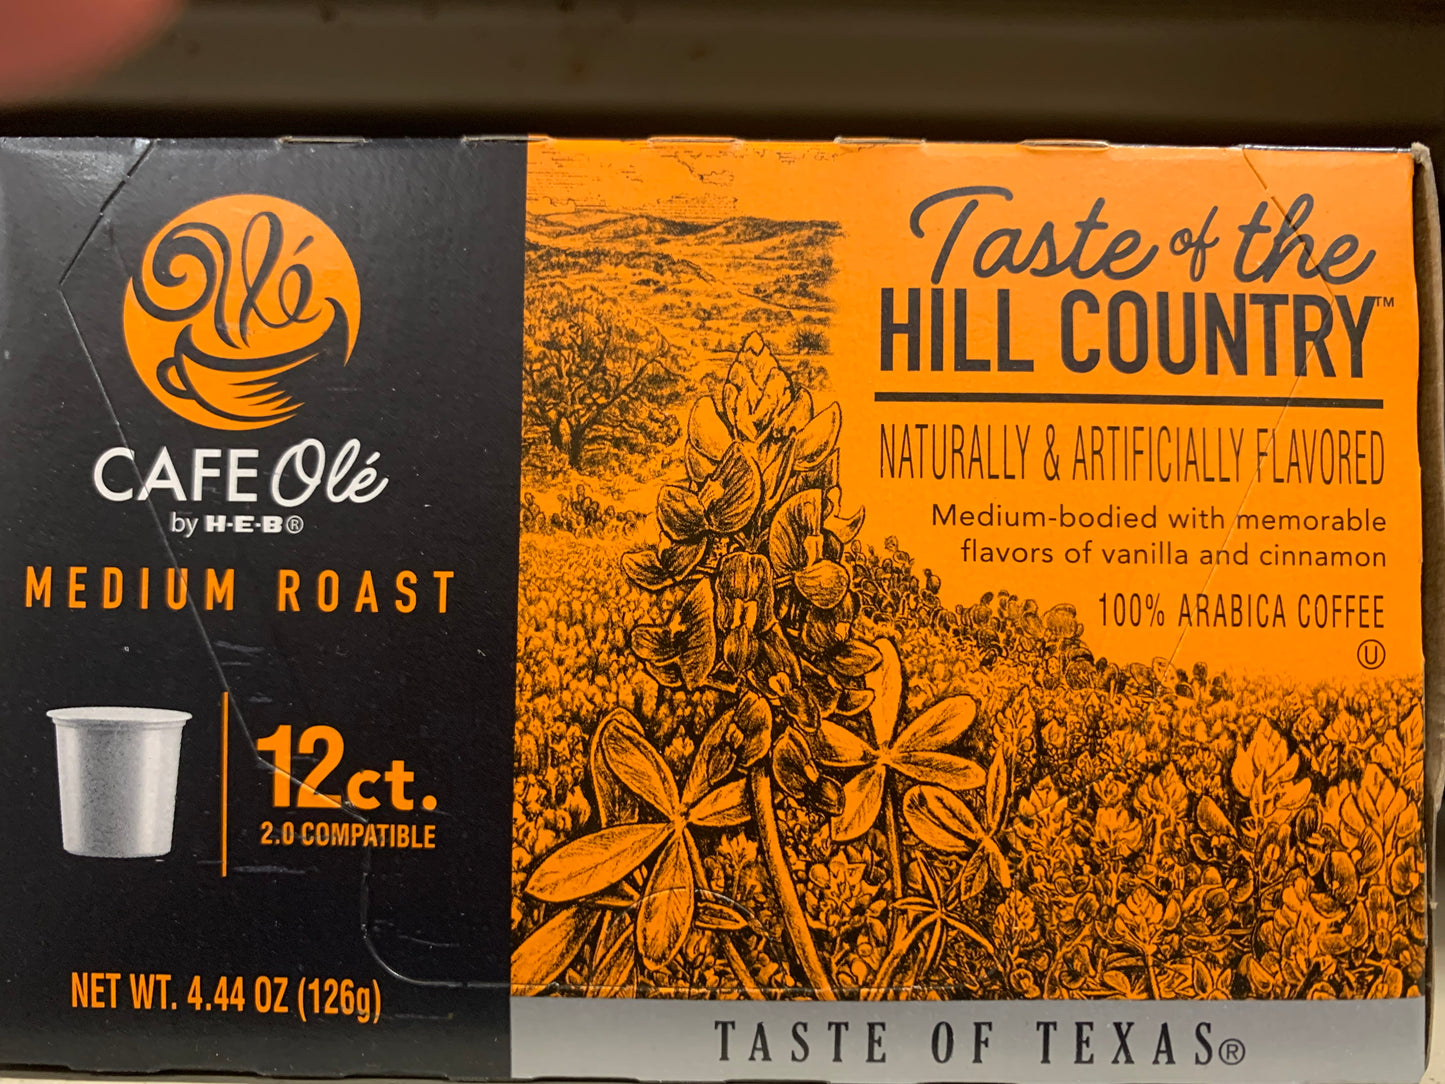 Olé
CAFE Olé
by H-E-B®
MEDIUM ROAST
12ct.
2.0 COMPATIBLE
NET WT. 4.44 OZ (126g)
Taste of the
HILL COUNTRY™
NATURALLY & ARTIFICIALLY FLAVORED
Medium-bodied with memorable
flavors of vanilla and cinnamon
100% ARABICA COFFEE
U
TASTE OF TEXAS®